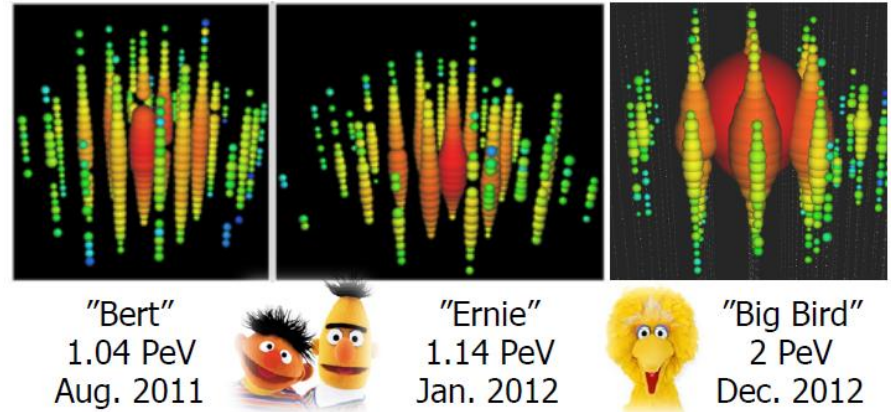 ”Bert”
1.04 PeV
Aug. 2011
”Ernie”
1.14 PeV
Jan. 2012
”Big Bird”
2 PeV
Dec. 2012